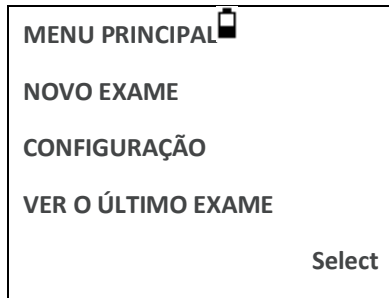 MENU PRINCIPAL
NOVO EXAME
CONFIGURAÇÃO
VER O ÚLTIMO EXAME
Select